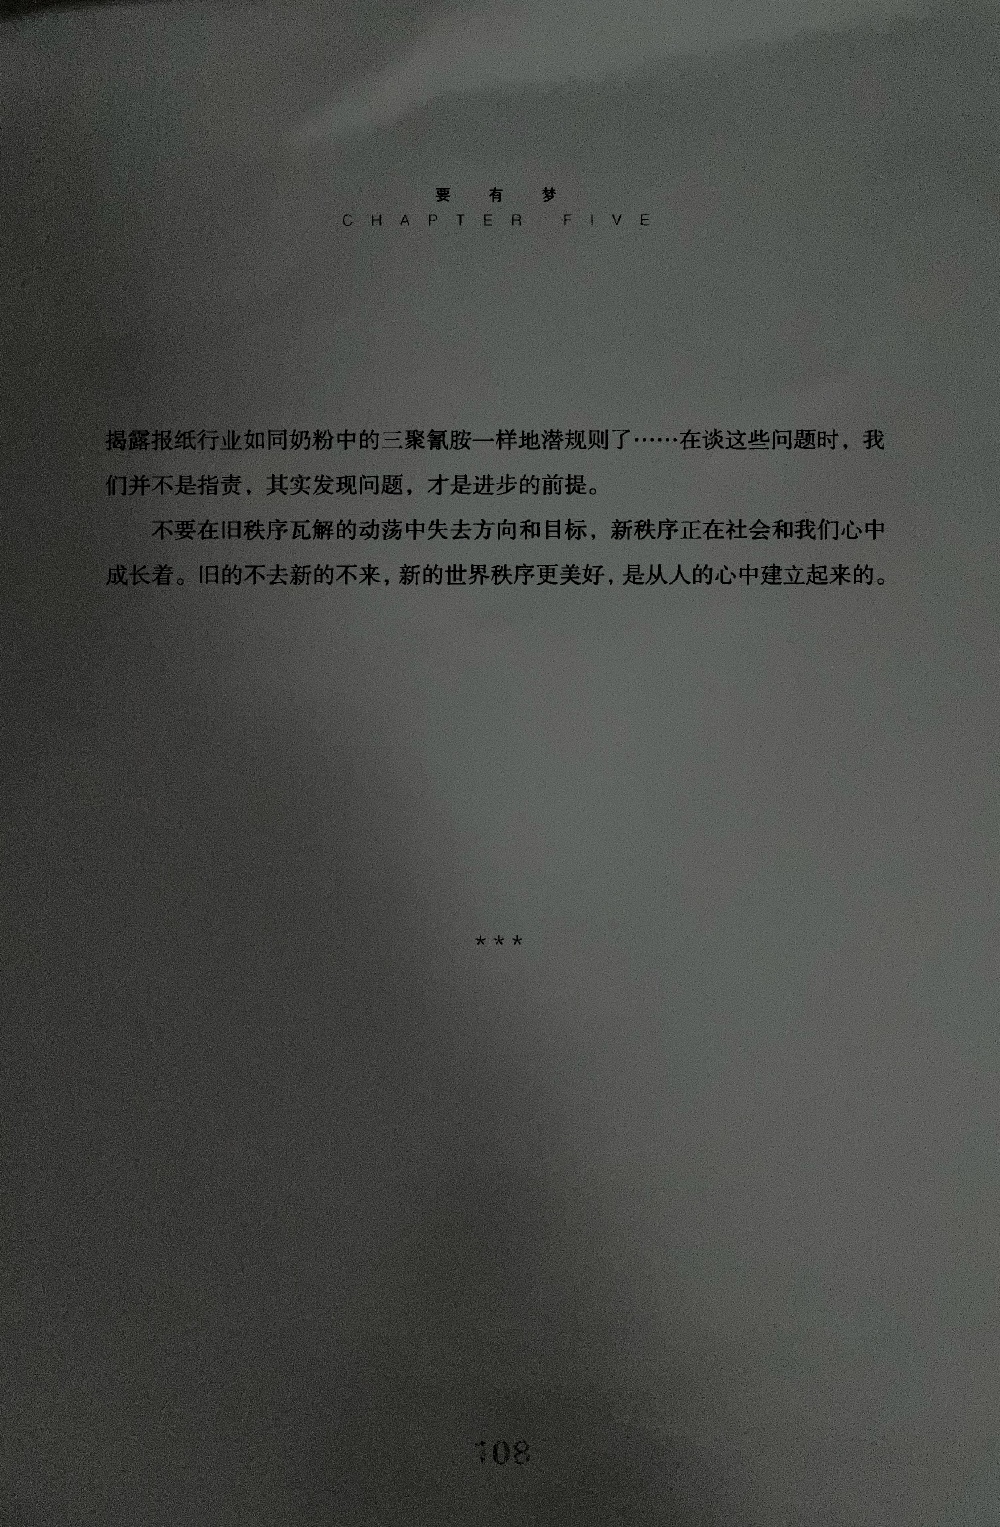 要有梦
CHAPTER FIVE
揭露报纸行业如同奶粉中的三聚氰胺一样地潜规则了……在谈这些问题时，我
们并不是指责，其实发现问题，才是进步的前提。
不要在旧秩序瓦解的动荡中失去方向和目标，新秩序正在社会和我们心中
成长着。旧的不去新的不来，新的世界秩序更美好，是从人的心中建立起来的。
***
108